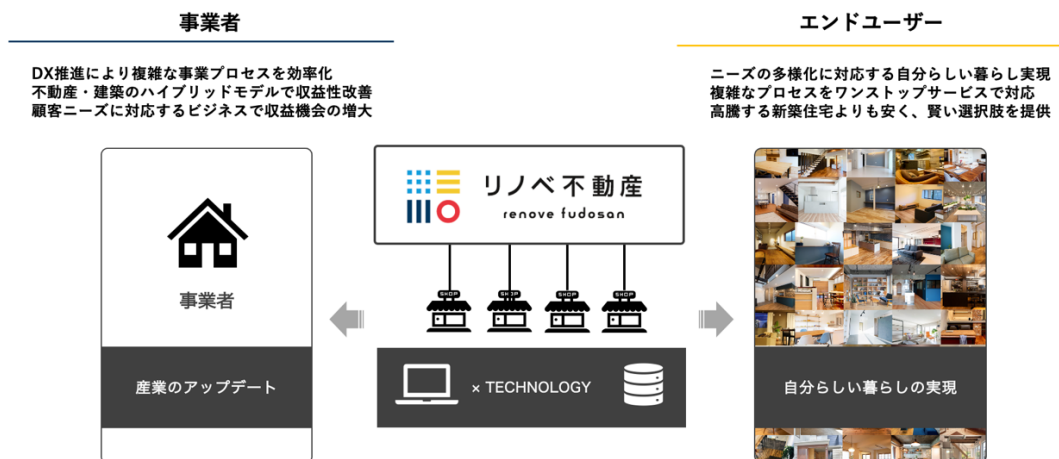 事業者
DX推進により複雑な事業プロセスを効率化
不動産・建築のハイブリッドモデルで収益性改善
顧客ニーズに対応するビジネスで収益機会の増大
事業者
産業のアップデート
リノベ不動産
renove fudosan
SHOP
SHOP
SHOP
SHOP
× TECHNOLOGY
エンドユーザー
ニーズの多様化に対応する自分らしい暮らし実現
複雑なプロセスをワンストップサービスで対応
高騰する新築住宅よりも安く、賢い選択肢を提供
自分らしい暮らしの実現